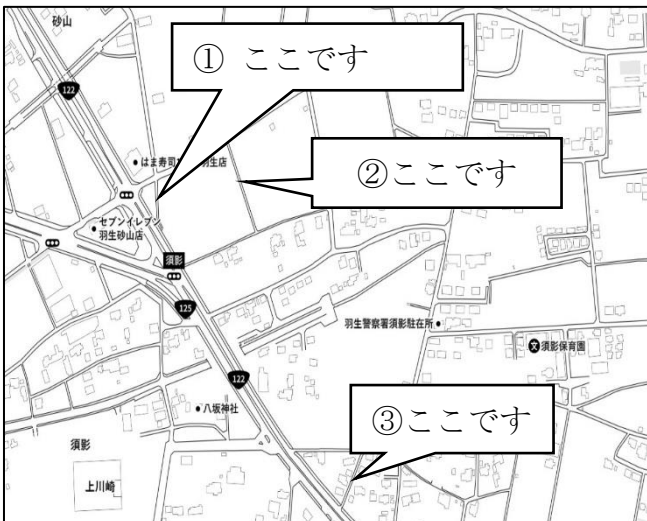 砂山
① ここです
122
はま寿司
羽生店
②ここです
セブンイレブン
羽生砂山店
須影
125
羽生警察署須影駐在所
文
須影保育園
122
八坂神社
③ここです
須影
上川崎